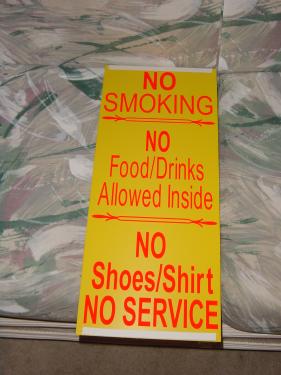 NO
SMOKING
NO
Food/Drinks
Allowed Inside
NO
Shoes/Shirt
NO SERVICE